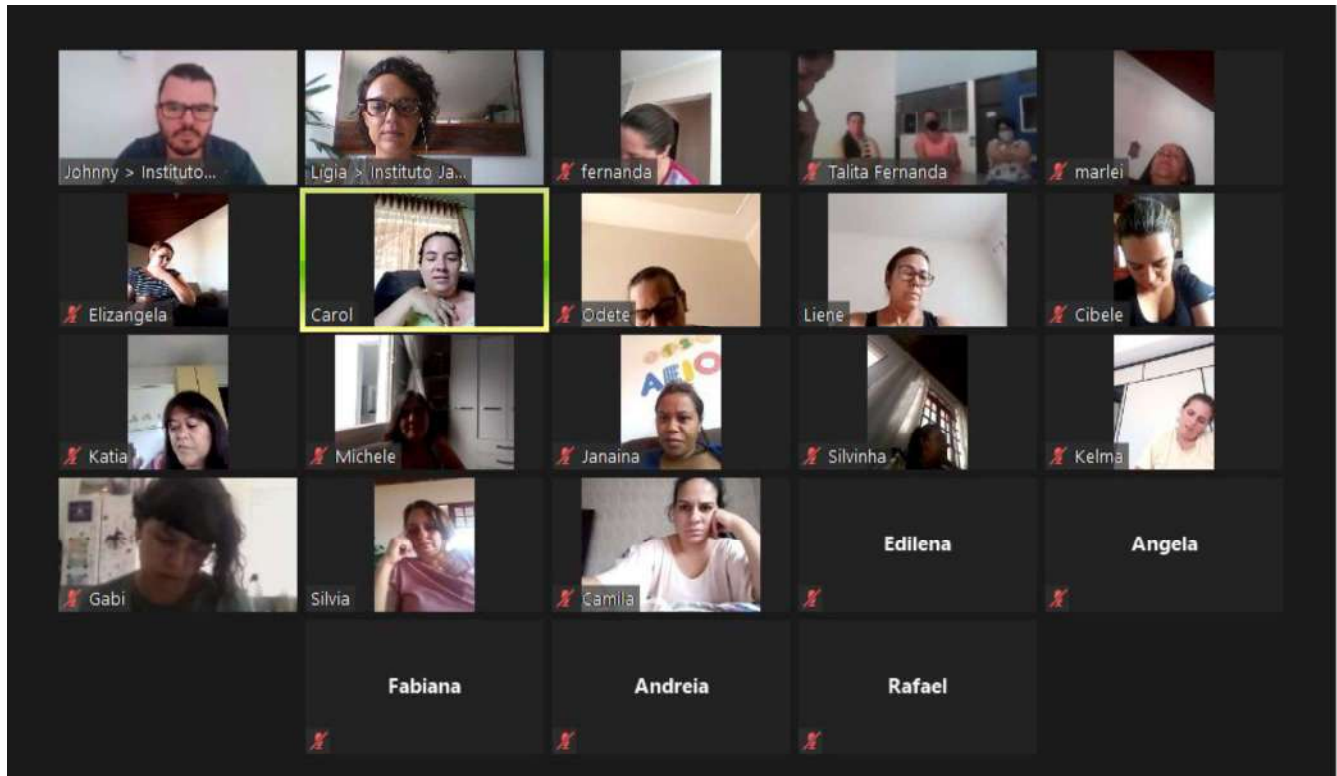 Johnny > Instituto...
Ligia > Instituto Ja...
fernanda
Talita Fernanda
marlei
Elizangela
Carol
Odete
Liene
Cibele
Katia
Michele
Janaina
Silvinha
Kelma
Gabi
Silvia
Camila
Edilena
Angela
Fabiana
Andreia
Rafael